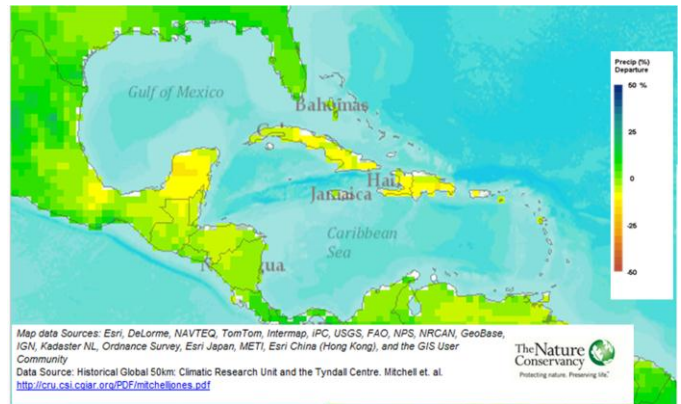 Gulf of Mexico
Bahamas
C
Hai
Jamaica
Caribbean
Sea
N
gua
Precip (%)
Departure
50 %
25
0
-25
-50
Map data Sources: Esri, DeLorme, NAVTEQ, TomTom, Intermap, iPC, USGS, FAO, NPS, NRCAN, GeoBase,
IGN, Kadaster NL, Ordnance Survey, Esri Japan, METI, Esri China (Hong Kong), and the GIS User
Community
Data Source: Historical Global 50km: Climatic Research Unit and the Tyndall Centre. Mitchell et. al.
http://cru.csi.cgiar.org/PDF/mitchelljones.pdf
The Nature
Conservancy
Protecting nature. Preserving life.™